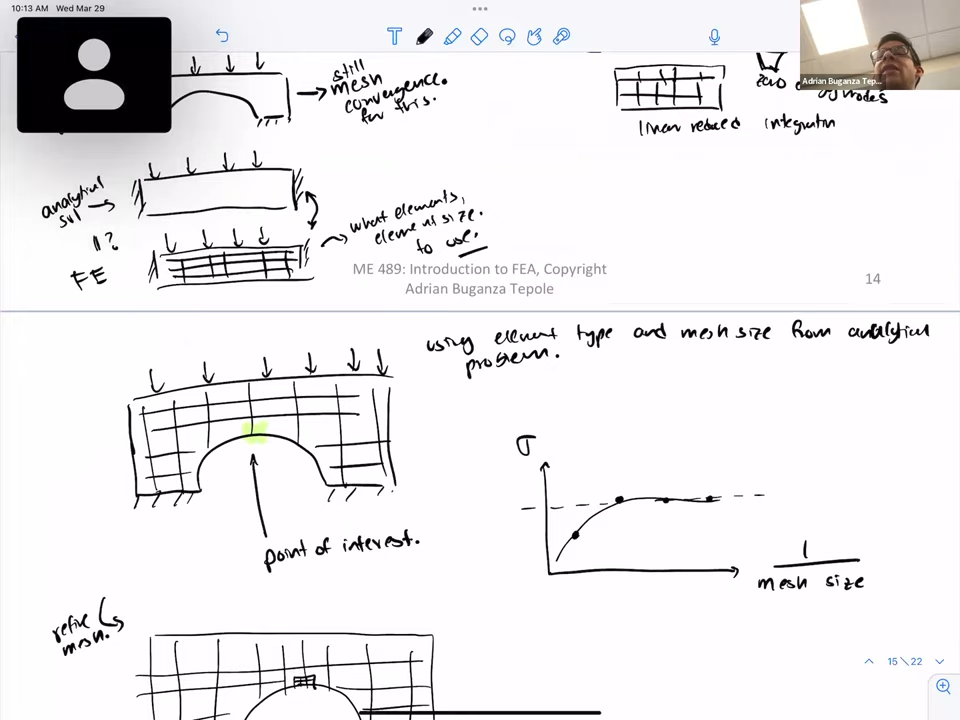 10:13 AM Wed Mar 29
T
Adrian Buganza Tep...
still
mesh
convergence.
for this.
zero
nodes
linear reduced integration
analytical
sol
11?
FE
what elements,
element size.
to use.
ME 489: Introduction to FEA, Copyright
Adrian Buganza Tepole
14
using element type and mesh size from analytical
problem.
σ
point of interest.
1
mesh size
refine
mesh.
15 \ 22